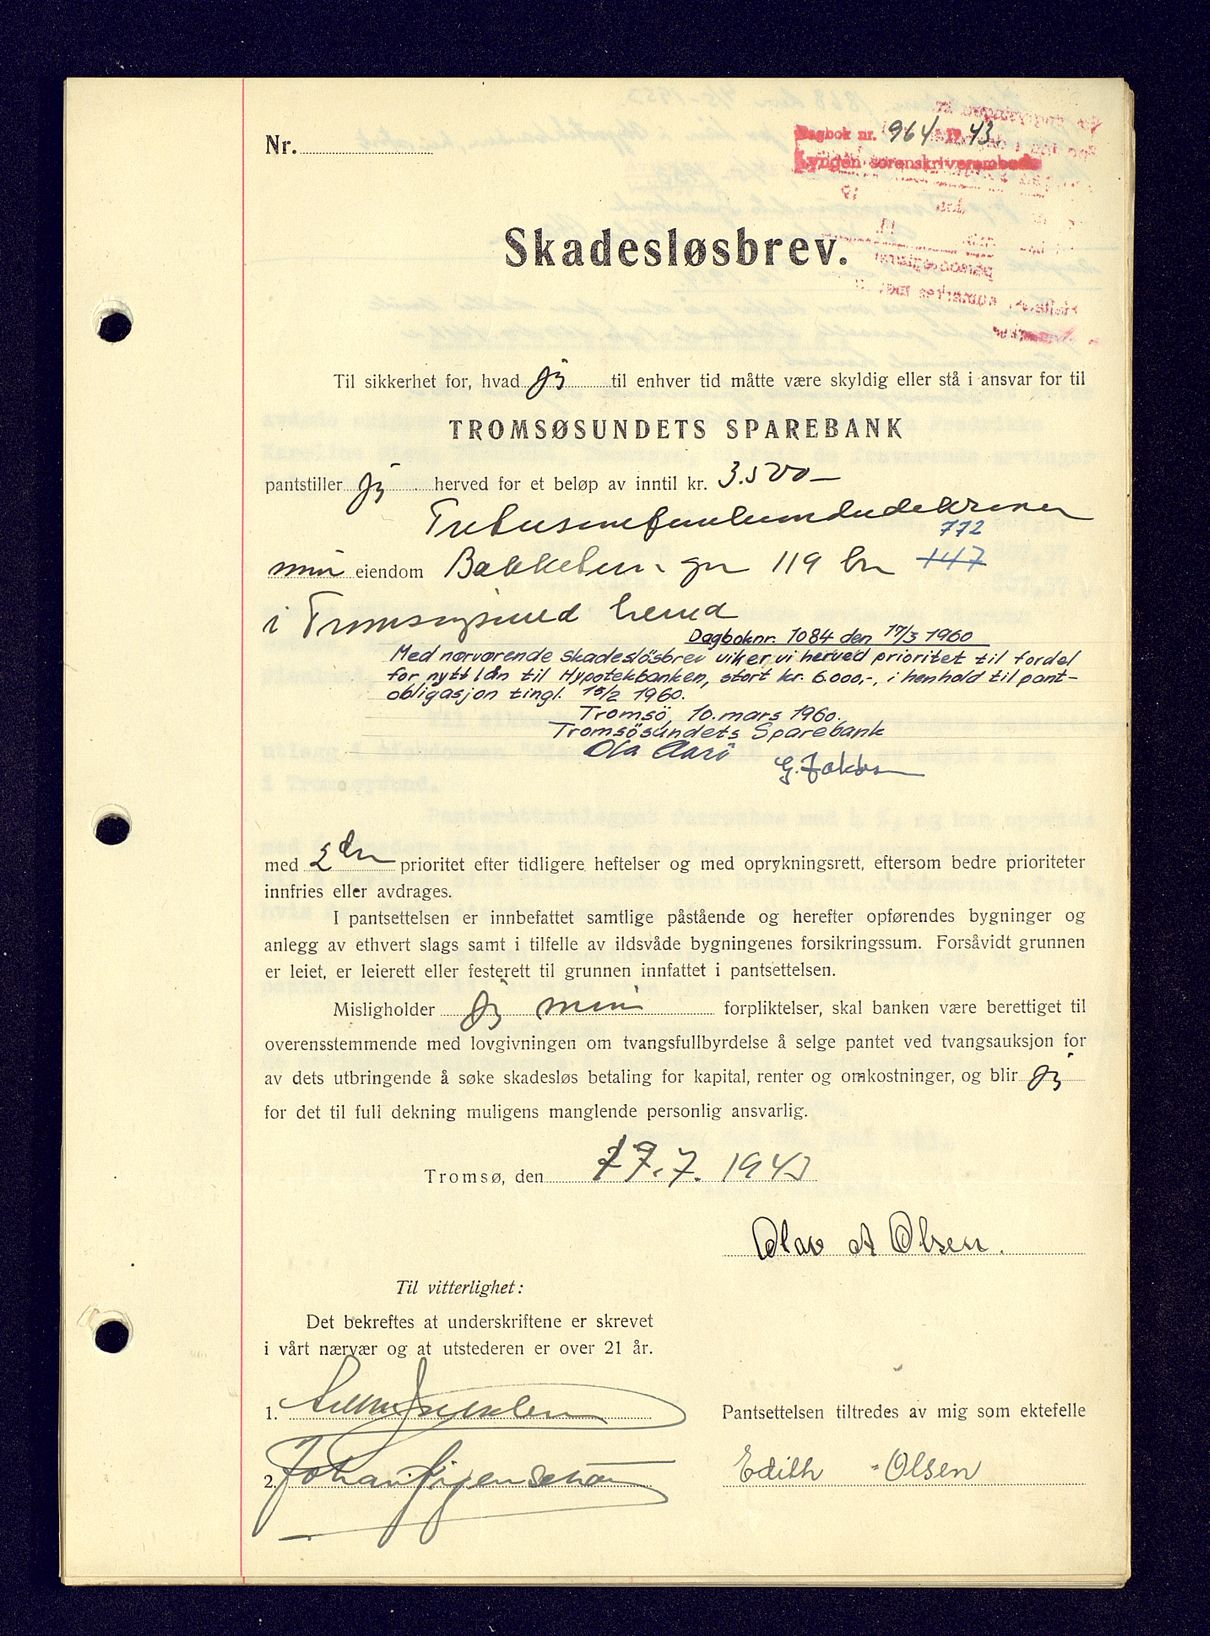 Nr.
Dagbok nr. 964/1943.
Lyngen sorenskriverembede
Skadesløsbrev.
Til sikkerhet for, hvad jeg til enhver tid måtte være skyldig eller stå i ansvar for til
TROMSØSUNDETS SPAREBANK
pantstiller jeg herved for et beløp av inntil kr. 3.500 —
Tretusenfemhundredekroner
772
min eiendom Bakkebun gn 119 bn 147
i Tromsøysund herred
Dagboknr. 1084 den 17/3 1960
Med nærværende skadesløsbrev viker vi herved prioritet til fordel
for nytt lån til Hypotekbanken, stort kr. 6.000,-, i henhold til pant-
obligasjon tingl. 15/2 1960.
Tromsö, 10. mars 1960.
Tromsösundets Sparebank
Ola Aarö
G. Jakbsen
med 2den prioritet efter tidligere heftelser og med oprykningsrett, eftersom bedre prioriteter
innfries eller avdrages.
I pantsettelsen er innbefattet samtlige påstående og herefter opførendes bygninger og
anlegg av ethvert slags samt i tilfelle av ildsvåde bygningenes forsikringssum. Forsåvidt grunnen
er leiet, er leierett eller festerett til grunnen innfattet i pantsettelsen.
Misligholder jeg mine forpliktelser, skal banken være berettiget til
overensstemmende med lovgivningen om tvangsfullbyrdelse å selge pantet ved tvangsauksjon for
av dets utbringende å søke skadesløs betaling for kapital, renter og omkostninger, og blir jeg
for det til full dekning muligens manglende personlig ansvarlig.
Tromsø, den 19.7. 1943
Olav A Olsen.
Til vitterlighet:
Det bekreftes at underskriftene er skrevet
i vårt nærvær og at utstederen er over 21 år.
1.
Pantsettelsen tiltredes av mig som ektefelle
2. Johan
Edith Olsen